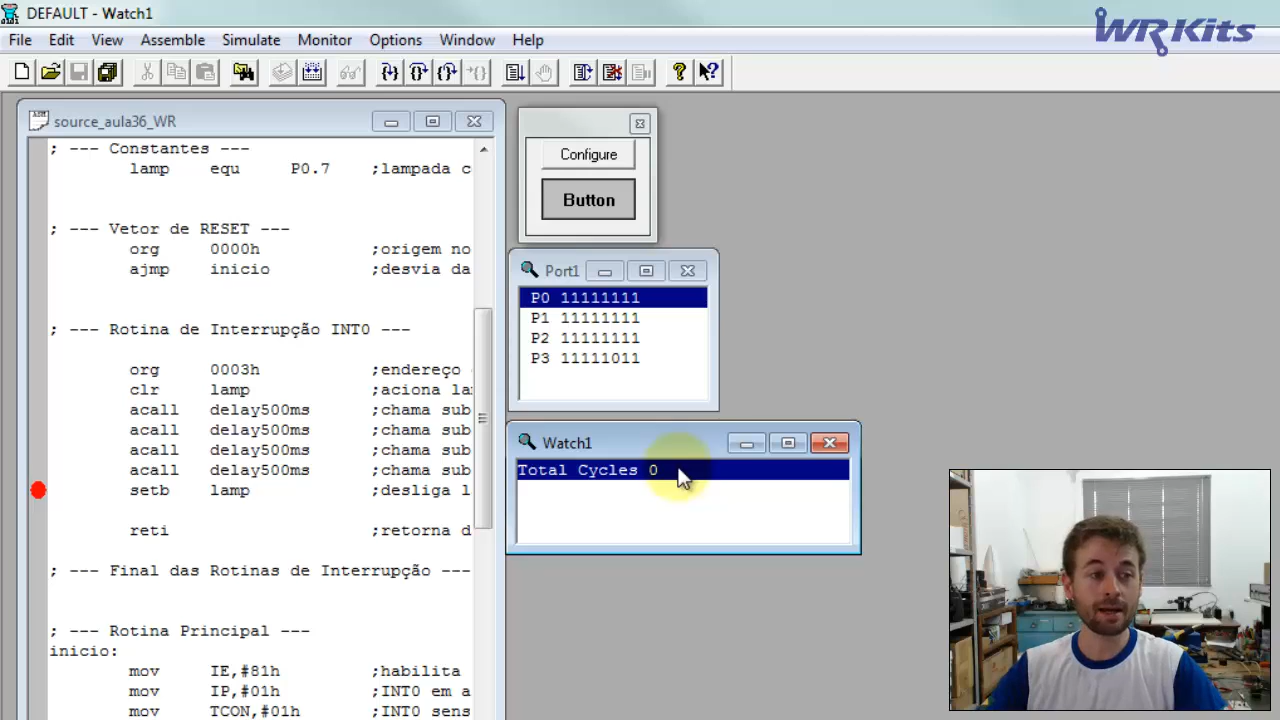 DEFAULT - Watch1
WRKits
File Edit View Assemble Simulate Monitor Options Window Help
source_aula36_WR
; --- Constantes ---
lamp equ P0.7 ;lampada c
; --- Vetor de RESET ---
org 0000h ;origem no
ajmp inicio ;desvia da
; --- Rotina de Interrupção INT0 ---
org 0003h ;endereço
clr lamp ;aciona la
acall delay500ms ;chama sub
acall delay500ms ;chama sub
acall delay500ms ;chama sub
acall delay500ms ;chama sub
setb lamp ;desliga l
reti ;retorna d
; --- Final das Rotinas de Interrupção ---
; --- Rotina Principal ---
inicio:
mov IE,#81h ;habilita
mov IP,#01h ;INT0 em a
mov TCON,#01h ;INT0 sens
Configure
Button
Port1
P0 11111111
P1 11111111
P2 11111111
P3 11111011
Watch1
Total Cycles 0